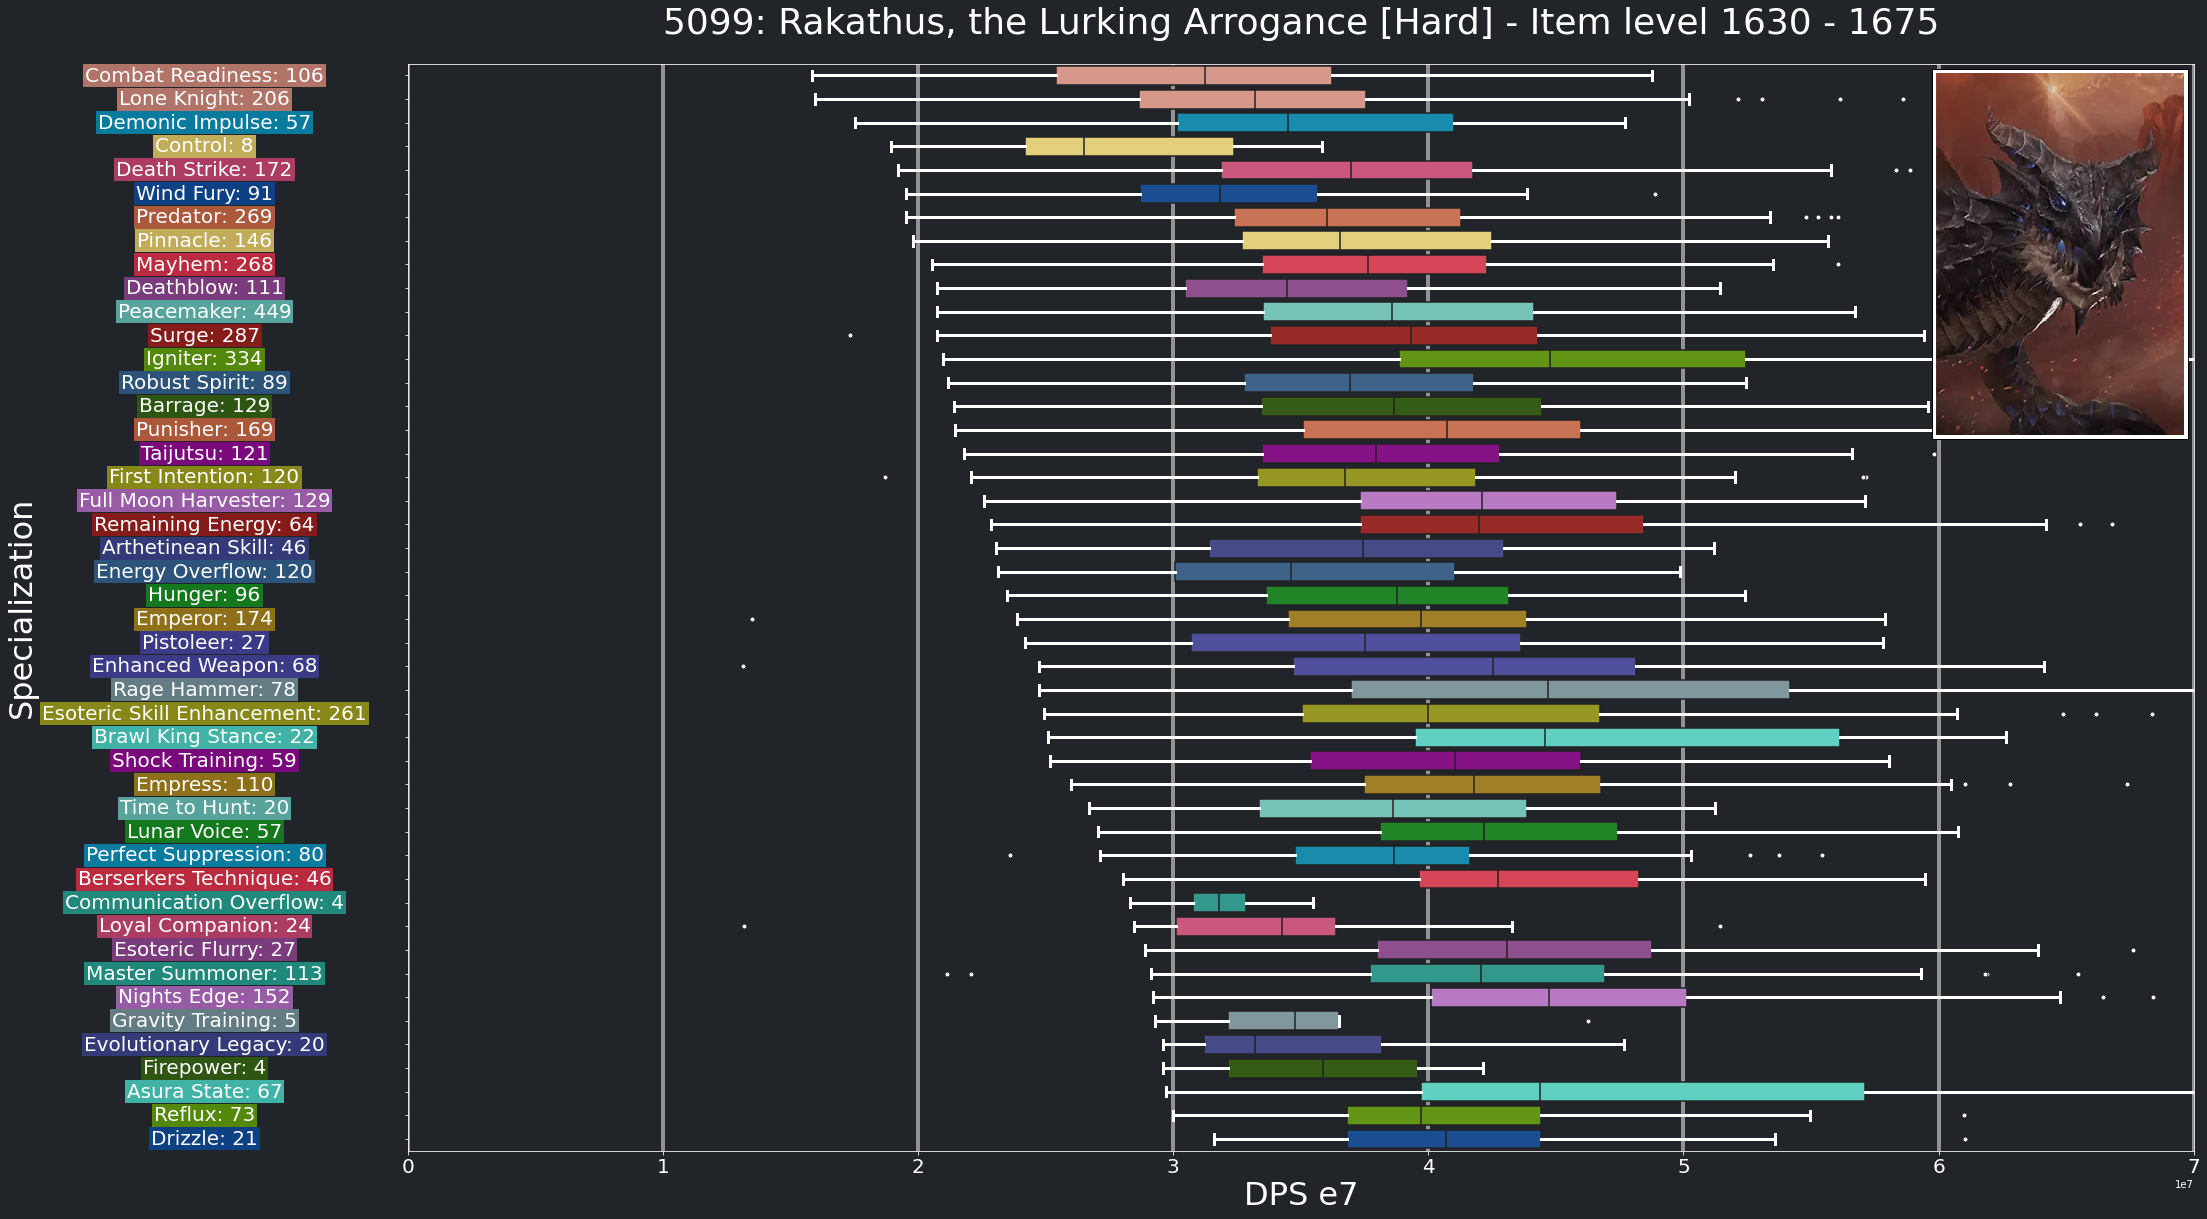 5099: Rakathus, the Lurking Arrogance [Hard] - Item level 1630 - 1675
Specialization
Combat Readiness: 106
Lone Knight: 206
Demonic Impulse: 57
Control: 8
Death Strike: 172
Wind Fury: 91
Predator: 269
Pinnacle: 146
Mayhem: 268
Deathblow: 111
Peacemaker: 449
Surge: 287
Igniter: 334
Robust Spirit: 89
Barrage: 129
Punisher: 169
Taijutsu: 121
First Intention: 120
Full Moon Harvester: 129
Remaining Energy: 64
Arthetinean Skill: 46
Energy Overflow: 120
Hunger: 96
Emperor: 174
Pistoleer: 27
Enhanced Weapon: 68
Rage Hammer: 78
Esoteric Skill Enhancement: 261
Brawl King Stance: 22
Shock Training: 59
Empress: 110
Time to Hunt: 20
Lunar Voice: 57
Perfect Suppression: 80
Berserkers Technique: 46
Communication Overflow: 4
Loyal Companion: 24
Esoteric Flurry: 27
Master Summoner: 113
Nights Edge: 152
Gravity Training: 5
Evolutionary Legacy: 20
Firepower: 4
Asura State: 67
Reflux: 73
Drizzle: 21
0 1 2 3 4 5 6 7
1e7
DPS e7